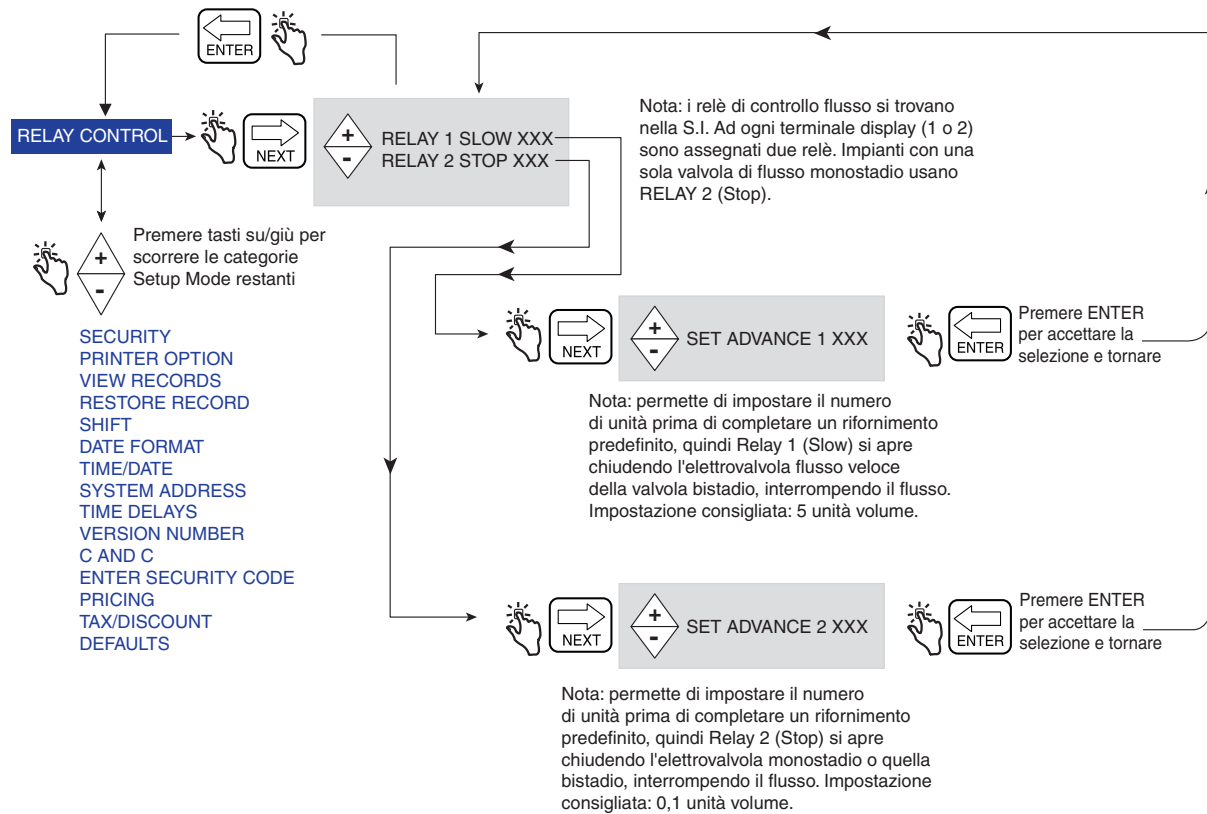 ENTER
RELAY CONTROL
NEXT
+
-
RELAY 1 SLOW XXX
RELAY 2 STOP XXX
Nota: i relè di controllo flusso si trovano
nella S.I. Ad ogni terminale display (1 o 2)
sono assegnati due relè. Impianti con una
sola valvola di flusso monostadio usano
RELAY 2 (Stop).
+
-
Premere tasti su/giù per
scorrere le categorie
Setup Mode restanti
SECURITY
PRINTER OPTION
VIEW RECORDS
RESTORE RECORD
SHIFT
DATE FORMAT
TIME/DATE
SYSTEM ADDRESS
TIME DELAYS
VERSION NUMBER
C AND C
ENTER SECURITY CODE
PRICING
TAX/DISCOUNT
DEFAULTS
NEXT
+
-
SET ADVANCE 1 XXX
ENTER
Premere ENTER
per accettare la
selezione e tornare
Nota: permette di impostare il numero
di unità prima di completare un rifornimento
predefinito, quindi Relay 1 (Slow) si apre
chiudendo l'elettrovalvola flusso veloce
della valvola bistadio, interrompendo il flusso.
Impostazione consigliata: 5 unità volume.
NEXT
+
-
SET ADVANCE 2 XXX
ENTER
Premere ENTER
per accettare la
selezione e tornare
Nota: permette di impostare il numero
di unità prima di completare un rifornimento
predefinito, quindi Relay 2 (Stop) si apre
chiudendo l'elettrovalvola monostadio o quella
bistadio, interrompendo il flusso. Impostazione
consigliata: 0,1 unità volume.